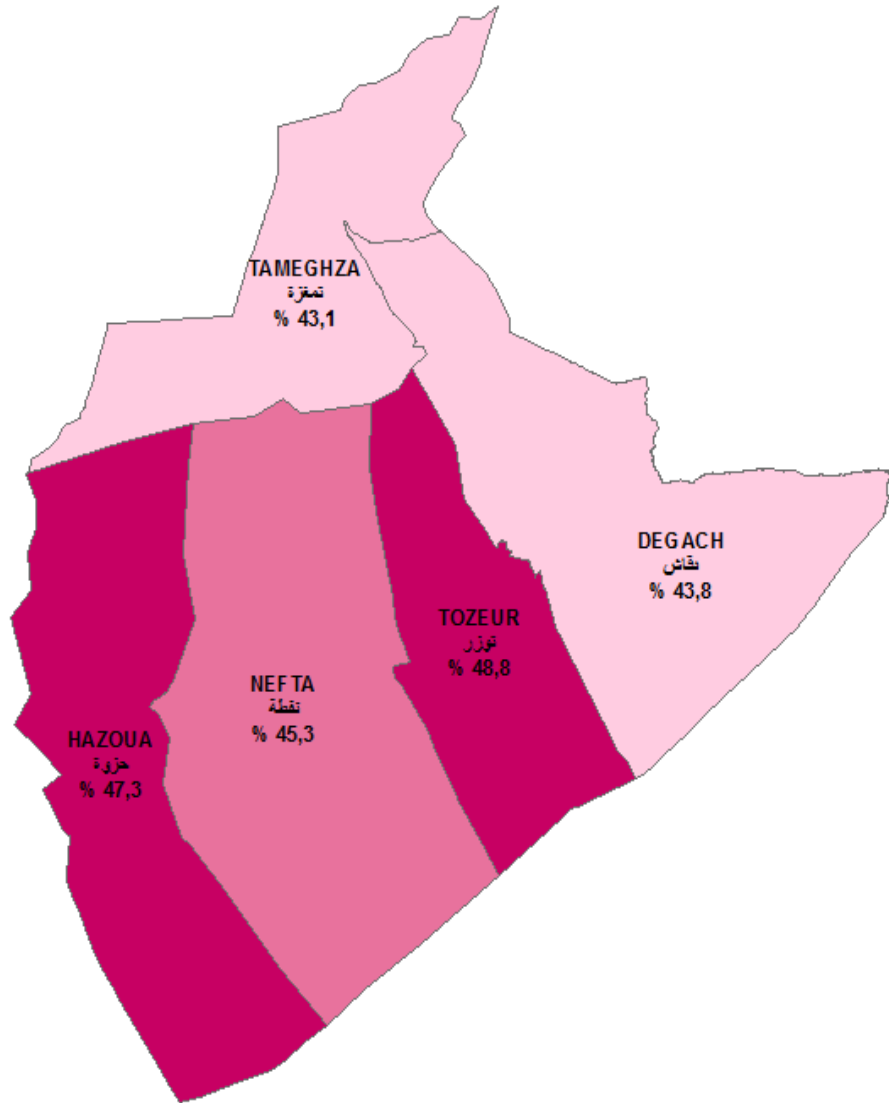 TAMEGHZA
تمغزة
% 43,1
DEGACH
دقاش
% 43,8
TOZEUR
توزر
% 48,8
NEFTA
نفطة
% 45,3
HAZOUA
حزوة
% 47,3